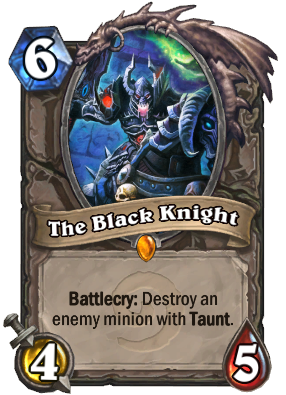 6
The Black Knight
Battlecry: Destroy an
enemy minion with Taunt.
4
5